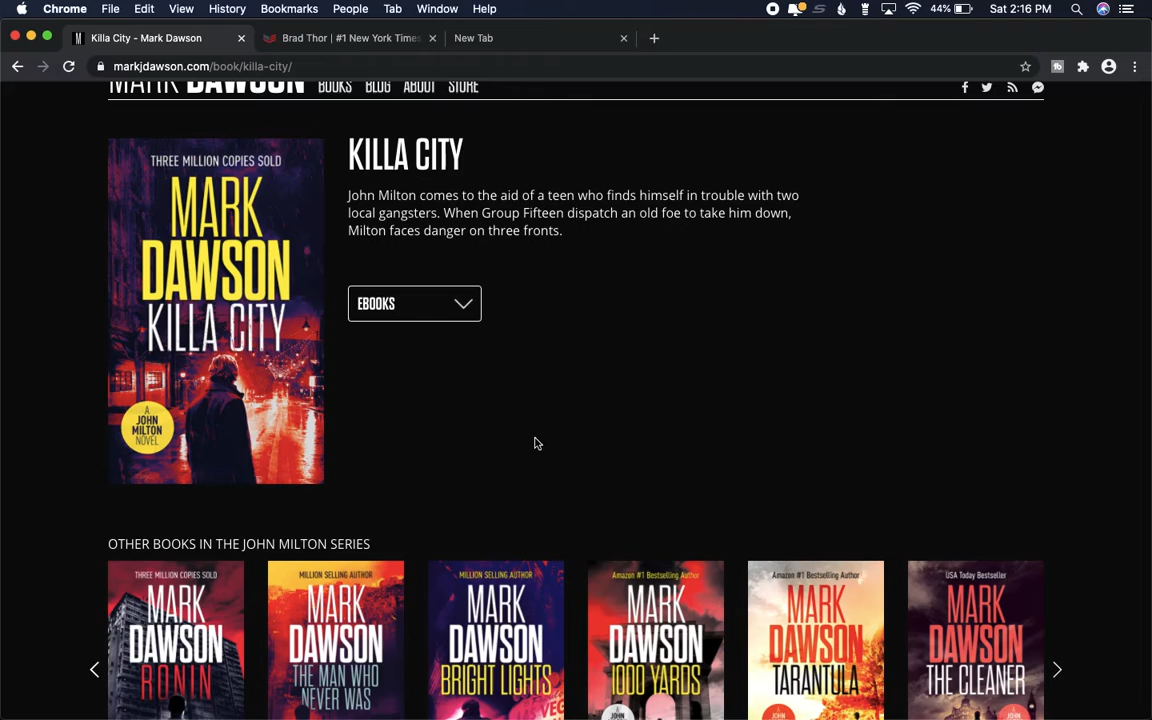 Chrome File Edit View History Bookmarks People Tab Window Help 44% Sat 2:16 PM
Killa City - Mark Dawson Brad Thor | #1 New York Times New Tab
markjdawson.com/book/killa-city/
MARK DAWSON BOOKS BLOG ABOUT STORE
THREE MILLION COPIES SOLD
MARK
DAWSON
KILLA CITY
A
JOHN
MILTON
NOVEL
KILLA CITY
John Milton comes to the aid of a teen who finds himself in trouble with two
local gangsters. When Group Fifteen dispatch an old foe to take him down,
Milton faces danger on three fronts.
EBOOKS
OTHER BOOKS IN THE JOHN MILTON SERIES
THREE MILLION COPIES SOLD
MARK
DAWSON
RONIN
MILLION SELLING AUTHOR
MARK
DAWSON
THE MAN WHO
NEVER WAS
MILLION SELLING AUTHOR
MARK
DAWSON
BRIGHT LIGHTS
Amazon #1 Bestselling Author
MARK
DAWSON
1000 YARDS
A
Amazon #1 Bestselling Author
MARK
DAWSON
TARANTULA
A
USA Today Bestseller
MARK
DAWSON
THE CLEANER
A